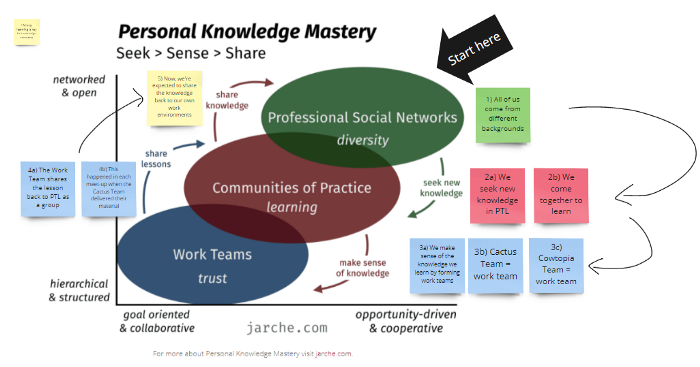 Personal Knowledge Mastery
Seek > Sense > Share
Start here
networked
& open
5) Now, we're
expected to share
the knowledge
back to our own
work
environments
share
knowledge
Professional Social Networks
diversity
1) All of us
come from
different
backgrounds
4a) The Work
Team shares
the lesson
back to PTL as
a group
4b) This
happened in each
meet-up when the
Cactus Team
delivered their
material
share
lessons
Communities of Practice
learning
seek new
knowledge
2a) We
seek new
knowledge
in PTL
2b) We
come
together to
learn
Work Teams
trust
make sense
of knowledge
3a) We make
sense of the
knowledge we
learn by forming
work teams
3b) Cactus
Team =
work team
3c)
Cowtopia
Team =
work team
hierarchical
& structured
goal oriented
& collaborative
jarche.com
opportunity-driven
& cooperative
For more about Personal Knowledge Mastery visit jarche.com.